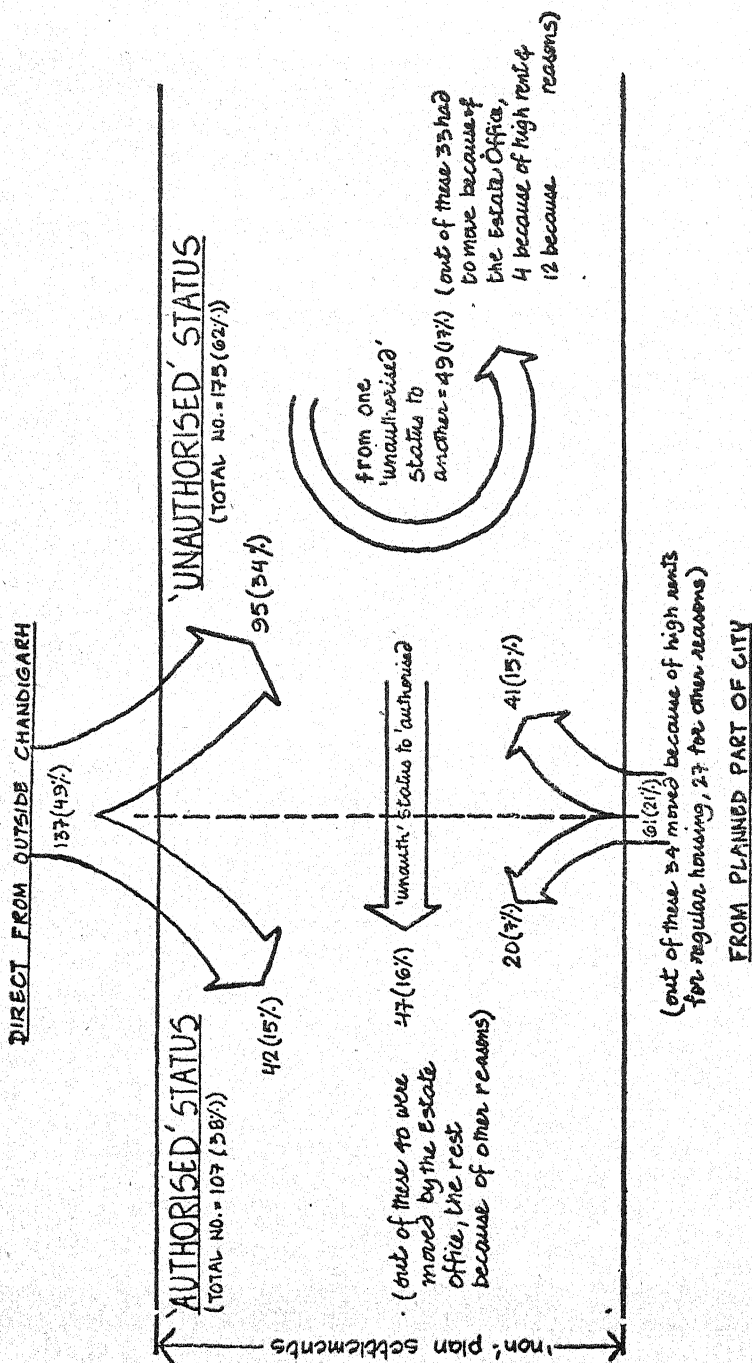 DIRECT FROM OUTSIDE CHANDIGARH
137(49%)
'AUTHORISED' STATUS
(TOTAL NO.=107(38%))
'UNAUTHORISED' STATUS
(TOTAL NO.=175(62%))
42(15%)
95(34%)
(out of these 40 were
moved by the Estate
office, the rest
because of other reasons)
47(16%)
'unauth' status to 'authorised'
from one
'unauthorised'
status to
another=49(17%)
(out of these 33 had
to move because of
the Estate Office,
4 because of high rent &
12 because reasons)
20(7%)
41(15%)
61(21%)
(out of these 34 moved because of high rents
for regular housing, 27 for other reasons)
FROM PLANNED PART OF CITY
'non'-plan settlements